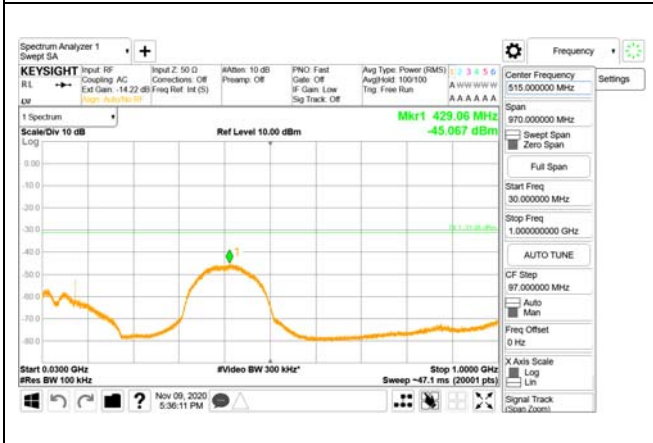 Spectrum Analyzer 1
Swept SA
Frequency
KEYSIGHT
Input: RF
Coupling: AC
Ext Gain: -14.22 dB
Align: Auto/No RF
Input Z: 50 Ω
Corrections: Off
Freq Ref: Int (S)
#Atten: 10 dB
Preamp: Off
PNO: Fast
Gate: Off
IF Gain: Low
Sig Track: Off
Avg Type: Power (RMS)
Avg|Hold: 100/100
Trig: Free Run
1 2 3 4 5 6
A W W W W W
A A A A A A
RL
1 Spectrum
Scale/Div 10 dB
Log
Ref Level 10.00 dBm
Mkr1 429.06 MHz
-45.067 dBm
0.00
-10.0
-20.0
-30.0
-40.0
-50.0
-60.0
-70.0
-80.0
1
Start 0.0300 GHz
#Res BW 100 kHz
#Video BW 300 kHz*
Stop 1.0000 GHz
Sweep ~47.1 ms (20001 pts)
Nov 09, 2020
5:36:11 PM
Center Frequency
515.000000 MHz
Settings
Span
970.000000 MHz
Swept Span
Zero Span
Full Span
Start Freq
30.000000 MHz
Stop Freq
1.000000000 GHz
AUTO TUNE
CF Step
97.000000 MHz
Auto
Man
Freq Offset
0 Hz
X Axis Scale
Log
Lin
Signal Track
(Span Zoom)